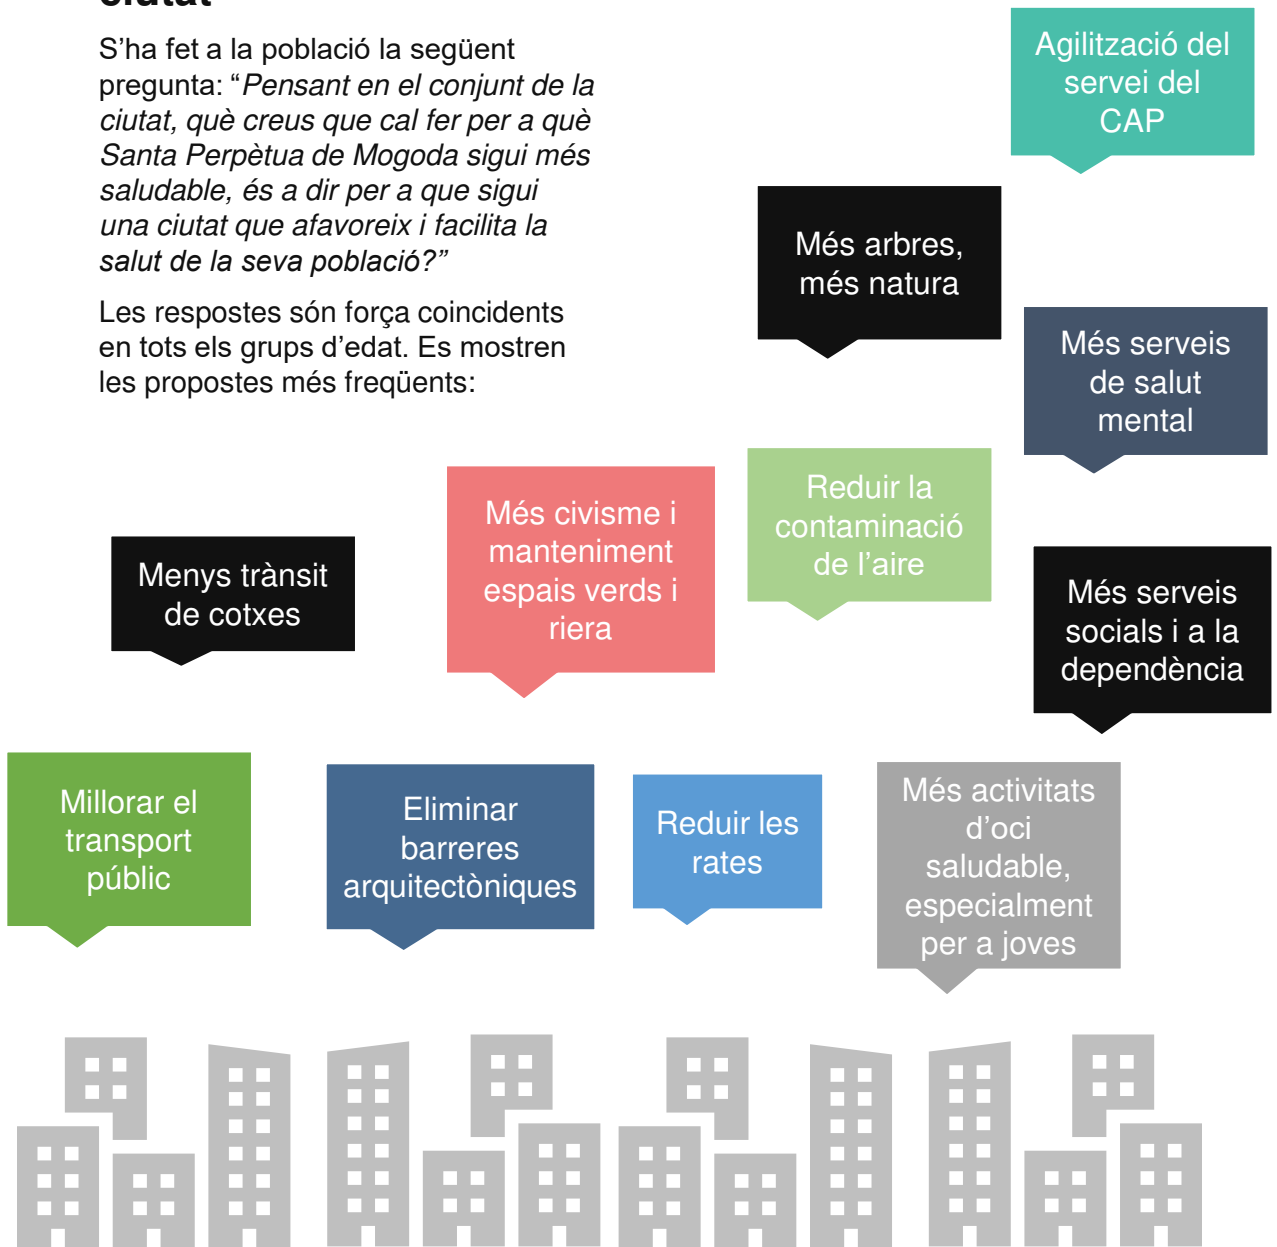 ciutat
S’ha fet a la població la següent
pregunta: “Pensant en el conjunt de la
ciutat, què creus que cal fer per a què
Santa Perpètua de Mogoda sigui més
saludable, és a dir per a que sigui
una ciutat que afavoreix i facilita la
salut de la seva població?”
Les respostes són força coincidents
en tots els grups d’edat. Es mostren
les propostes més freqüents:
Agilització del
servei del
CAP
Més arbres,
més natura
Més serveis
de salut
mental
Reduir la
contaminació
de l’aire
Més civisme i
manteniment
espais verds i
riera
Menys trànsit
de cotxes
Més serveis
socials i a la
dependència
Millorar el
transport
públic
Eliminar
barreres
arquitectòniques
Reduir les
rates
Més activitats
d’oci
saludable,
especialment
per a joves